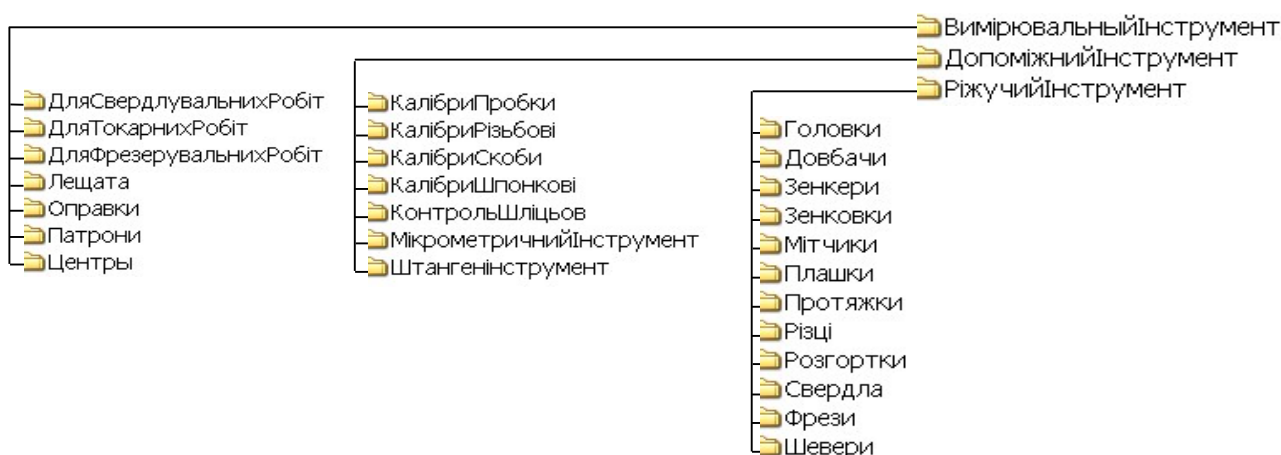 ВимірювальныйІнструмент
ДопоміжнийІнструмент
РіжучийІнструмент
ДляСвердлувальнихРобіт
ДляТокарнихРобіт
ДляФрезерувальнихРобіт
Лещата
Оправки
Патрони
Центры
КалібриПробки
КалібриРізьбові
КалібриСкоби
КалібриШпонкові
КонтрольШліцьов
МікрометричнийІнструмент
Штангенінструмент
Головки
Довбачи
Зенкери
Зенковки
Мітчики
Плашки
Протяжки
Різці
Розгортки
Свердла
Фрези
Шевери